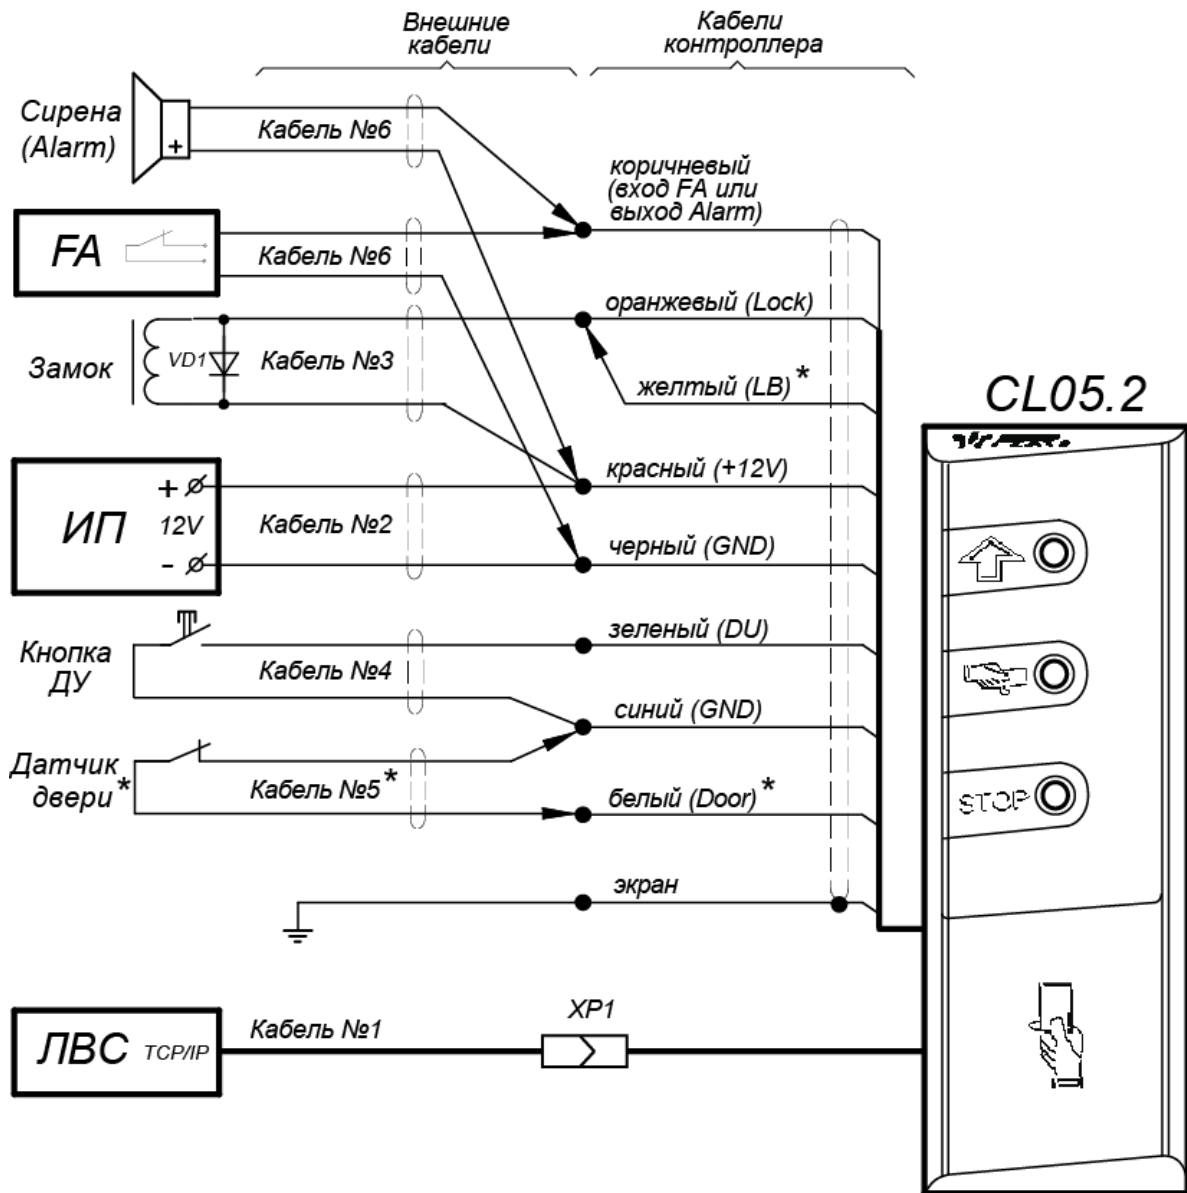 Внешние
кабели
Кабели
контроллера
Сирена
(Alarm)
+
Кабель №6
коричневый
(вход FA или
выход Alarm)
FA
Кабель №6
оранжевый (Lock)
Замок
VD1
Кабель №3
желтый (LB)*
CL05.2
ИП
+
12V
-
Кабель №2
красный (+12V)
черный (GND)
Кнопка
ДУ
Кабель №4
зеленый (DU)
синий (GND)
Датчик
двери*
Кабель №5*
белый (Door)*
STOP
экран
ЛВС TCP/IP
Кабель №1
XP1